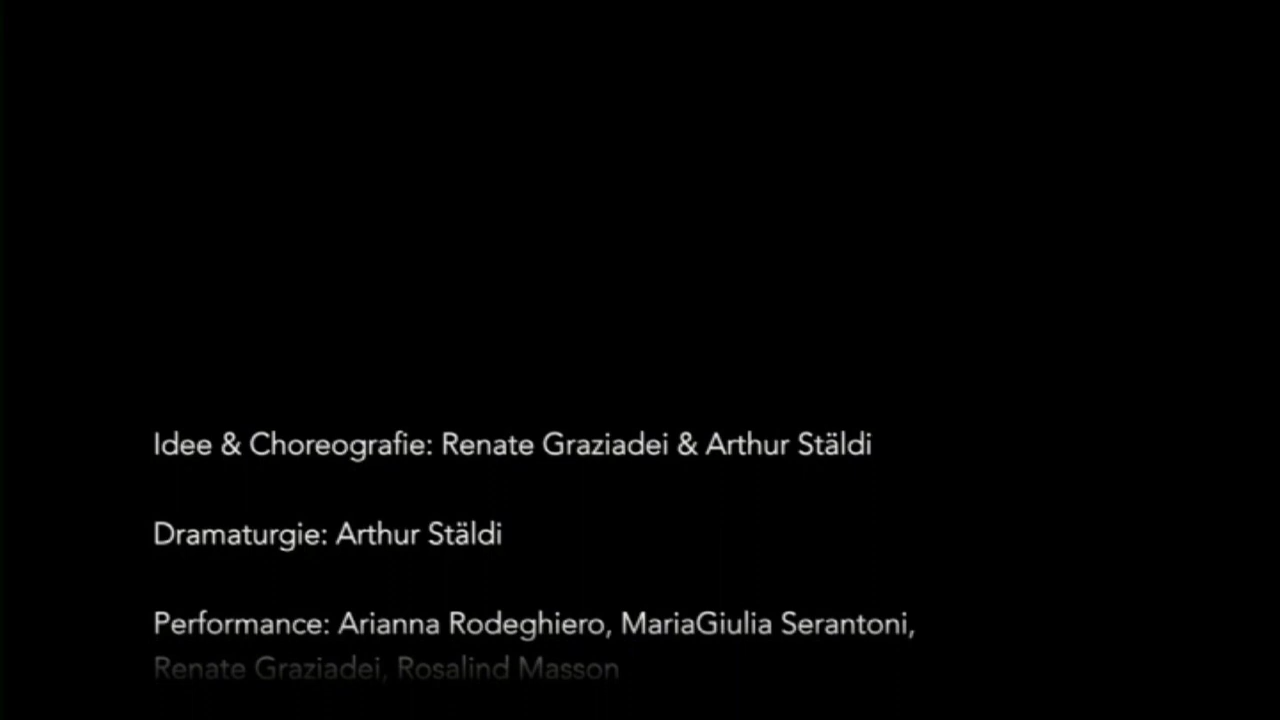 Idee & Choreografie: Renate Graziadei & Arthur Stäldi
Dramaturgie: Arthur Stäldi
Performance: Arianna Rodeghiero, MariaGiulia Serantoni,
Renate Graziadei, Rosalind Masson